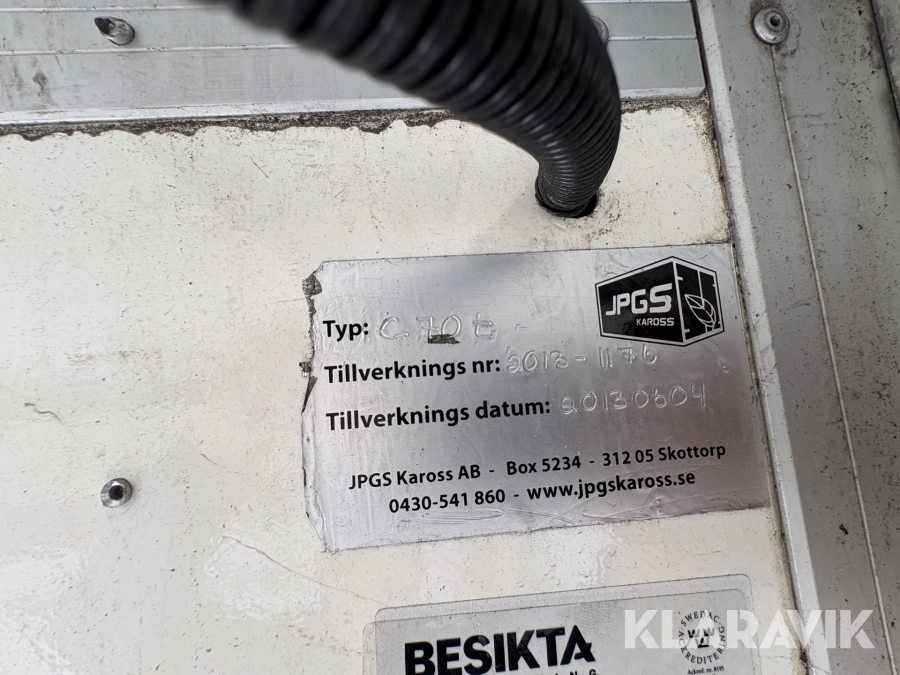 JPGS
KAROSS
Typ: C 70 E
Tillverknings nr: 2013-1176
Tillverknings datum: 20130604
JPGS Kaross AB - Box 5234 - 312 05 Skottorp
0430-541 860 - www.jpgskaross.se
BESIKTA
KLARAVIK